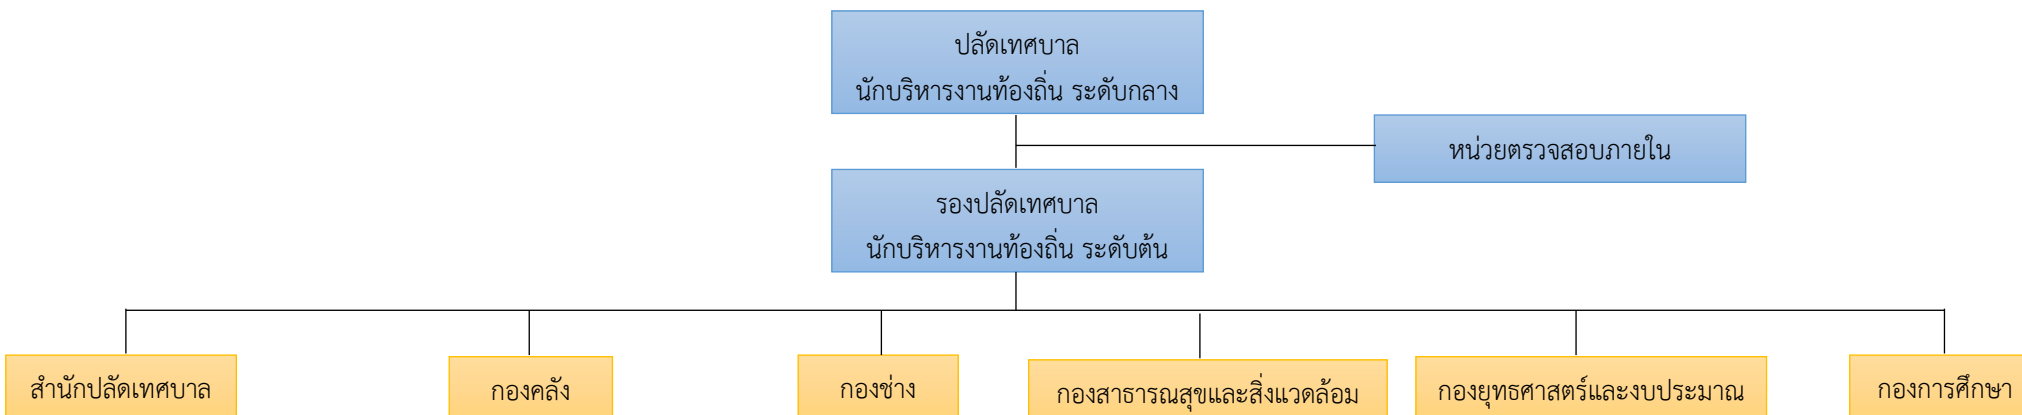 ปลัดเทศบาล
นักบริหารงานท้องถิ่น ระดับกลาง
หน่วยตรวจสอบภายใน
รองปลัดเทศบาล
นักบริหารงานท้องถิ่น ระดับต้น
สำนักปลัดเทศบาล
กองคลัง
กองช่าง
กองสาธารณสุขและสิ่งแวดล้อม
กองยุทธศาสตร์และงบประมาณ
กองการศึกษา